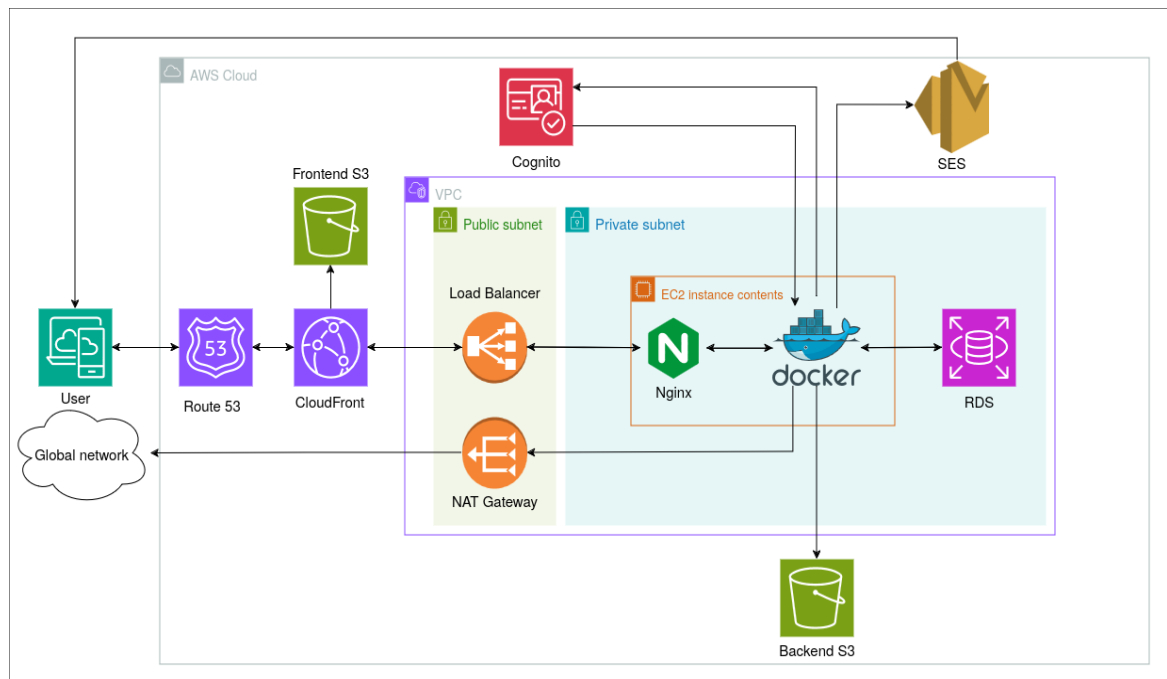 AWS Cloud
Cognito
SES
Frontend S3
VPC
Public subnet
Private subnet
Load Balancer
EC2 instance contents
53
N
docker
User
Route 53
CloudFront
Nginx
RDS
Global network
NAT Gateway
Backend S3